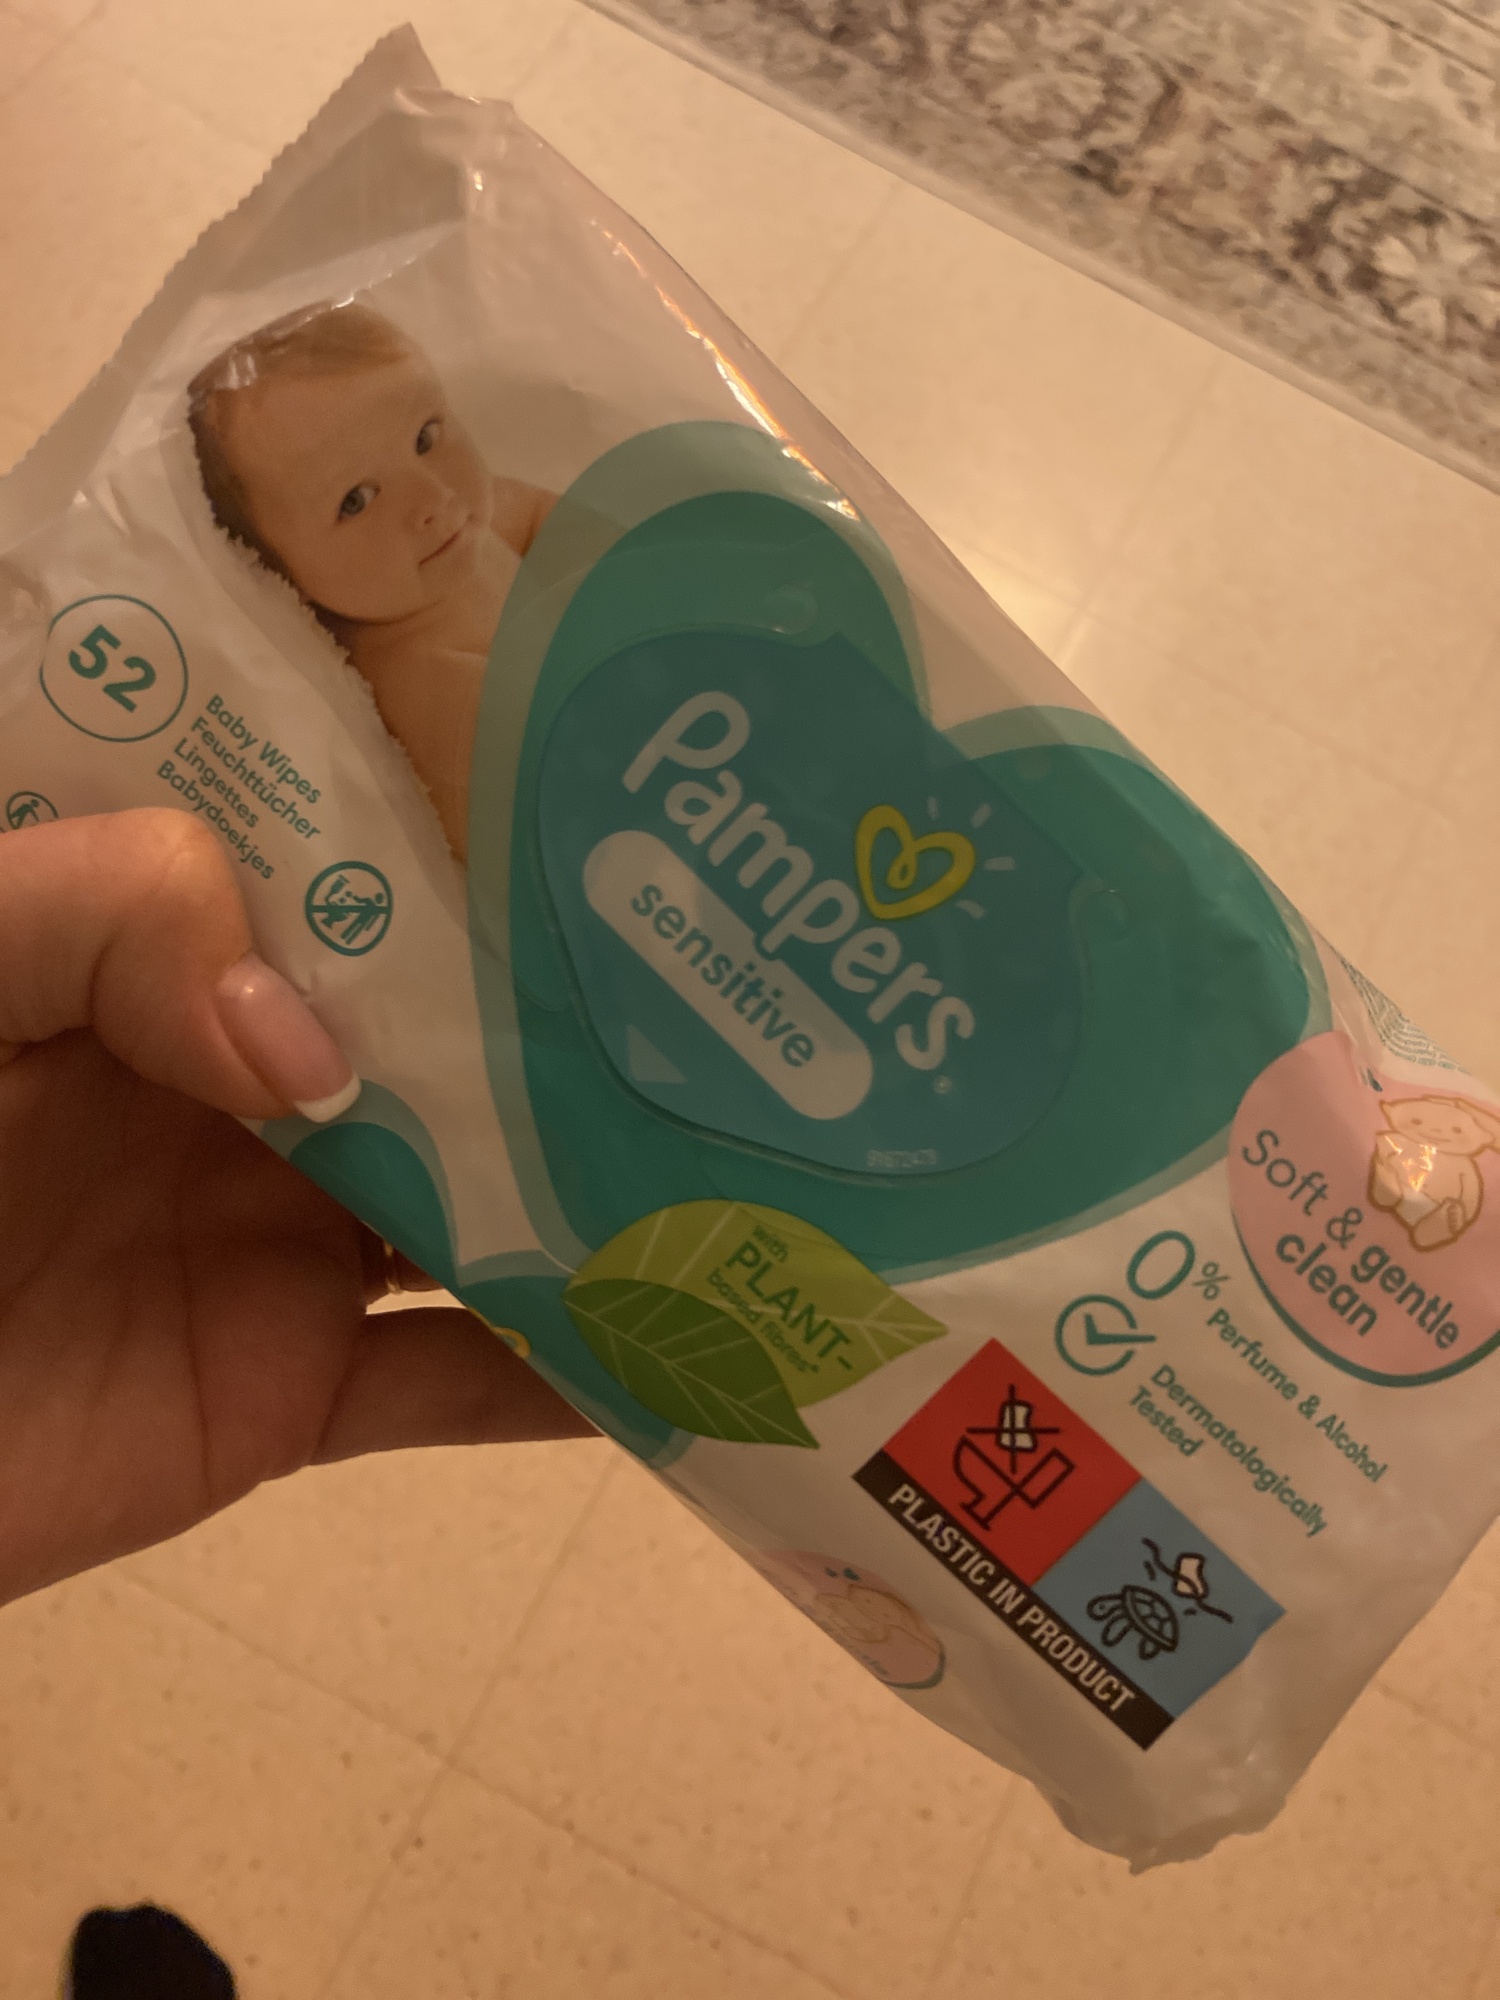 52
Baby Wipes
Feuchttücher
Lingettes
Babydoekjes
Pampers
sensitive
with
PLANT-
based fibres*
Soft & gentle
clean
0% Perfume & Alcohol
Dermatologically
Tested
PLASTIC IN PRODUCT